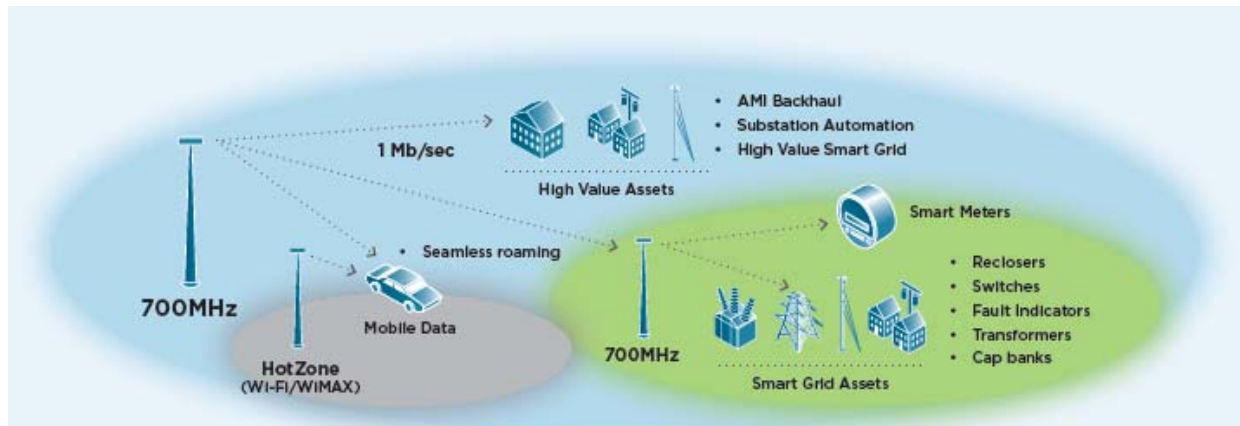 • AMI Backhaul
• Substation Automation
• High Value Smart Grid
1 Mb/sec
High Value Assets
Smart Meters
• Seamless roaming
• Reclosers
• Switches
• Fault Indicators
• Transformers
• Cap banks
700MHz
Mobile Data
HotZone
(Wi-Fi/WiMAX)
700MHz
Smart Grid Assets